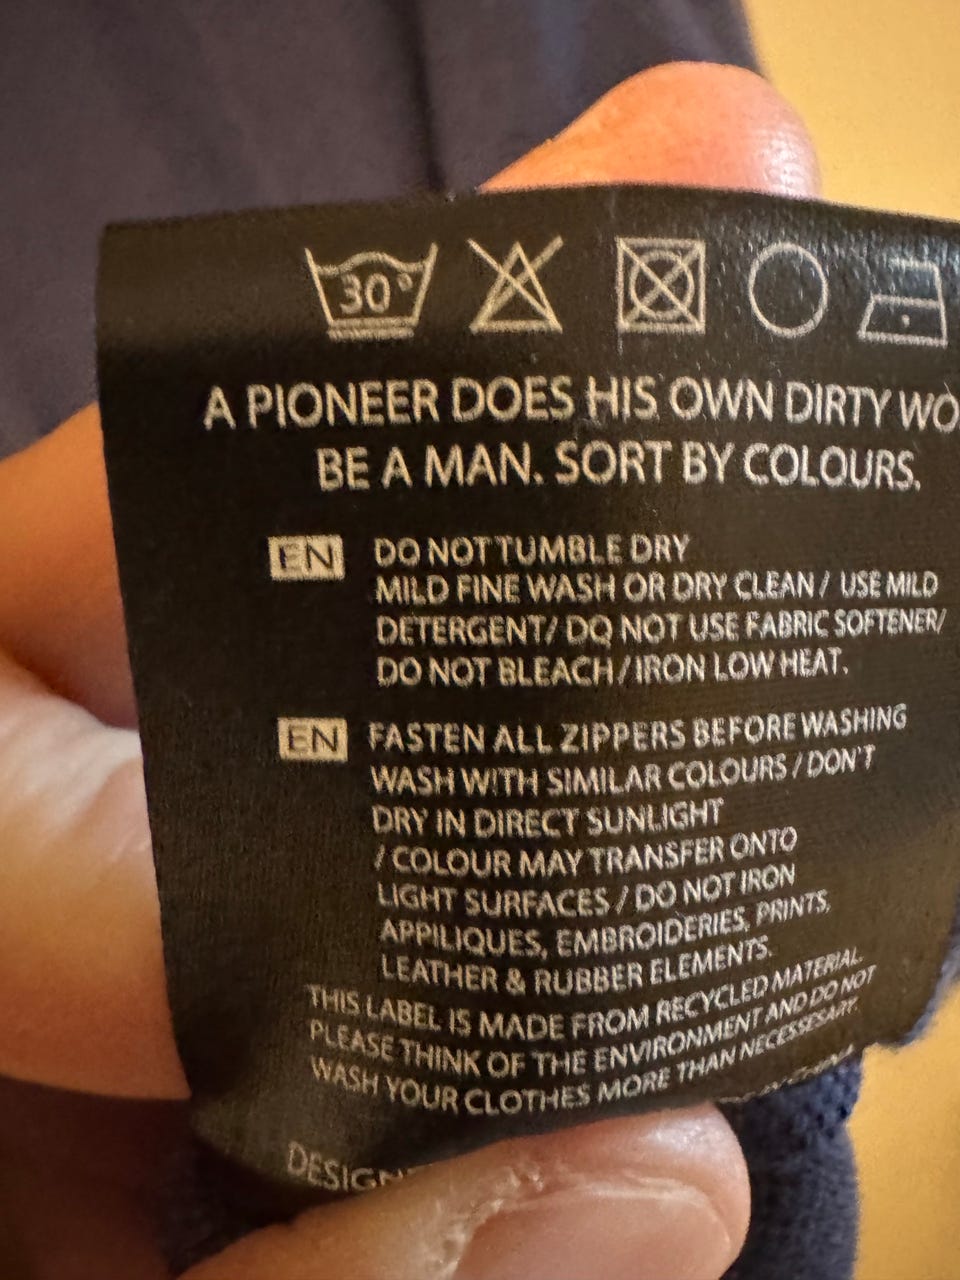 30°
A PIONEER DOES HIS OWN DIRTY WO
BE A MAN. SORT BY COLOURS.
EN DO NOT TUMBLE DRY
MILD FINE WASH OR DRY CLEAN / USE MILD
DETERGENT/ DO NOT USE FABRIC SOFTENER/
DO NOT BLEACH/IRON LOW HEAT.
EN FASTEN ALL ZIPPERS BEFORE WASHING
WASH WITH SIMILAR COLOURS / DON'T
DRY IN DIRECT SUNLIGHT
/ COLOUR MAY TRANSFER ONTO
LIGHT SURFACES / DO NOT IRON
APPILIQUES, EMBROIDERIES, PRINTS,
LEATHER & RUBBER ELEMENTS.
THIS LABEL IS MADE FROM RECYCLED MATERIAL.
PLEASE THINK OF THE ENVIRONMENT AND DO NOT
WASH YOUR CLOTHES MORE THAN NECESSESARY.
DESIGN